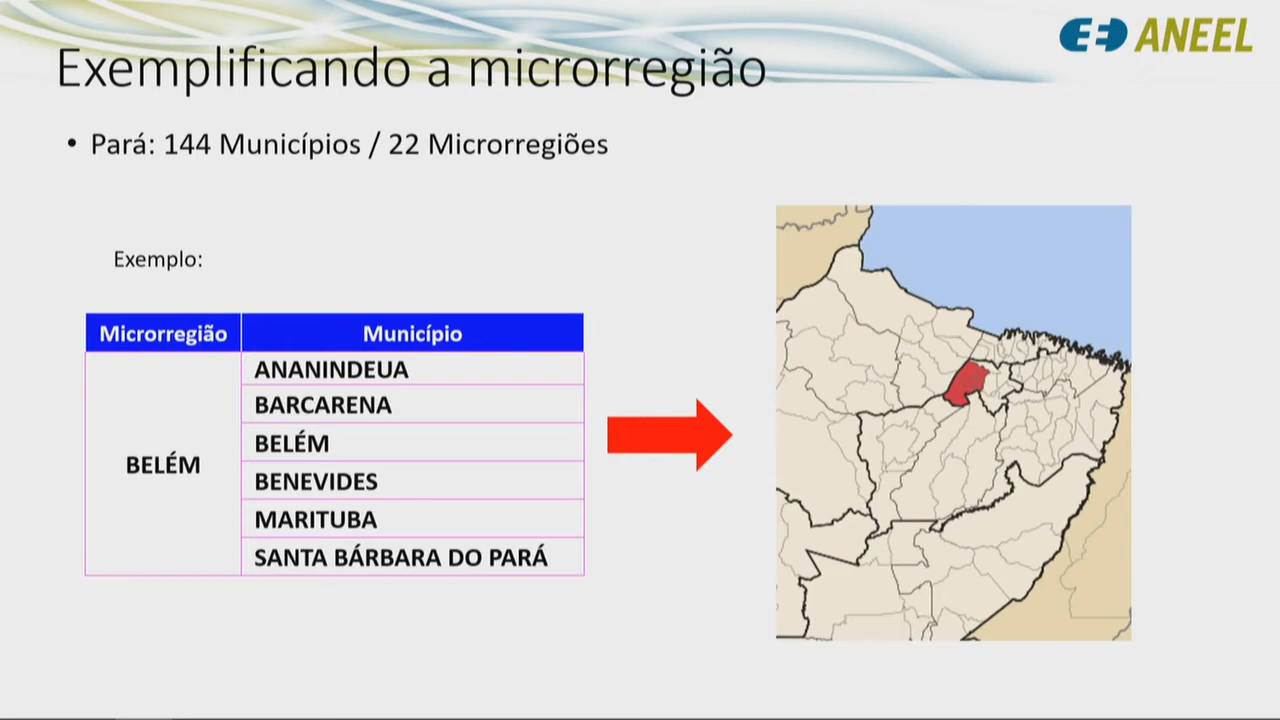 ANEEL
Exemplificando a microrregião
• Pará: 144 Municípios / 22 Microrregiões
Exemplo:
Microrregião Município
BELÉM
ANANINDEUA
BARCARENA
BELÉM
BENEVIDES
MARITUBA
SANTA BÁRBARA DO PARÁ